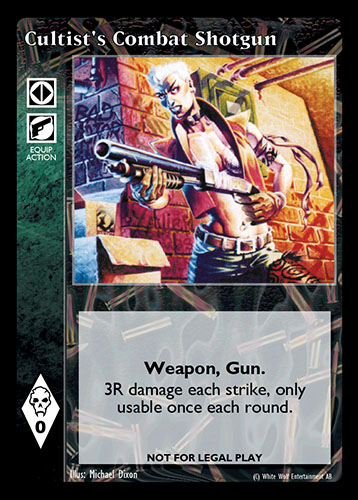 Cultist's Combat Shotgun
EQUIP
ACTION
Weapon, Gun.
3R damage each strike, only
usable once each round.
0
NOT FOR LEGAL PLAY
Illus: Michael Dixon
(C) White Wolf Entertainment AB